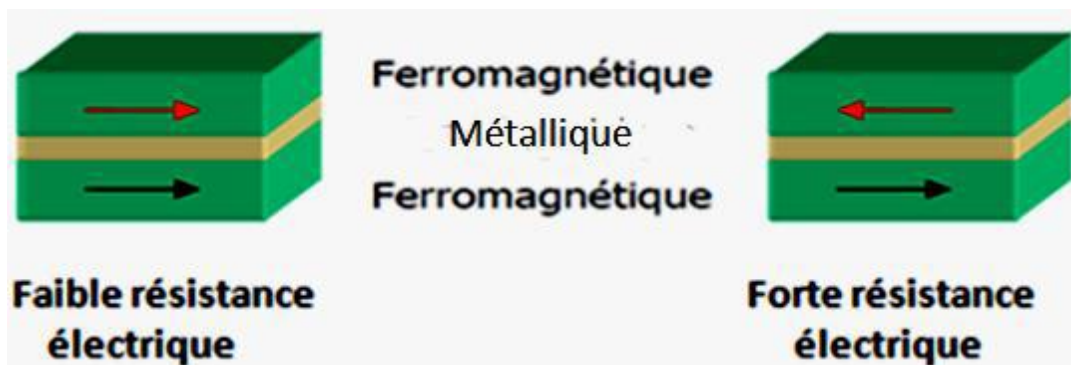 Ferromagnétique
Métallique
Ferromagnétique
Faible résistance
électrique
Forte résistance
électrique